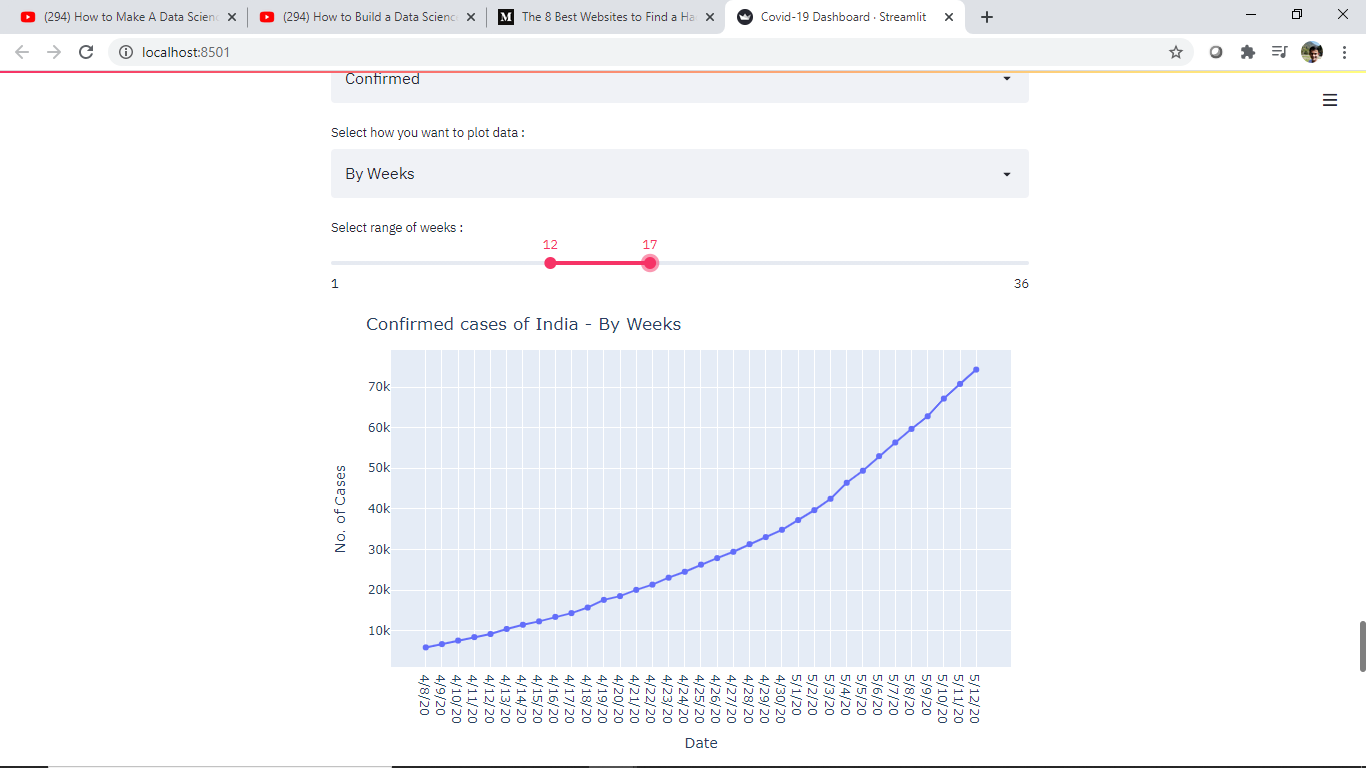 (294) How to Make A Data Scienc
(294) How to Build a Data Science
M The 8 Best Websites to Find a Ha
Covid-19 Dashboard · Streamlit
localhost:8501
Confirmed
Select how you want to plot data :
By Weeks
Select range of weeks :
12 17
1 36
Confirmed cases of India - By Weeks
No. of Cases
70k
60k
50k
40k
30k
20k
10k
4/8/20 4/9/20 4/10/20 4/11/20 4/12/20 4/13/20 4/14/20 4/15/20 4/16/20 4/17/20 4/18/20 4/19/20 4/20/20 4/21/20 4/22/20 4/23/20 4/24/20 4/25/20 4/26/20 4/27/20 4/28/20 4/29/20 4/30/20 5/1/20 5/2/20 5/3/20 5/4/20 5/5/20 5/6/20 5/7/20 5/8/20 5/9/20 5/10/20 5/11/20 5/12/20
Date